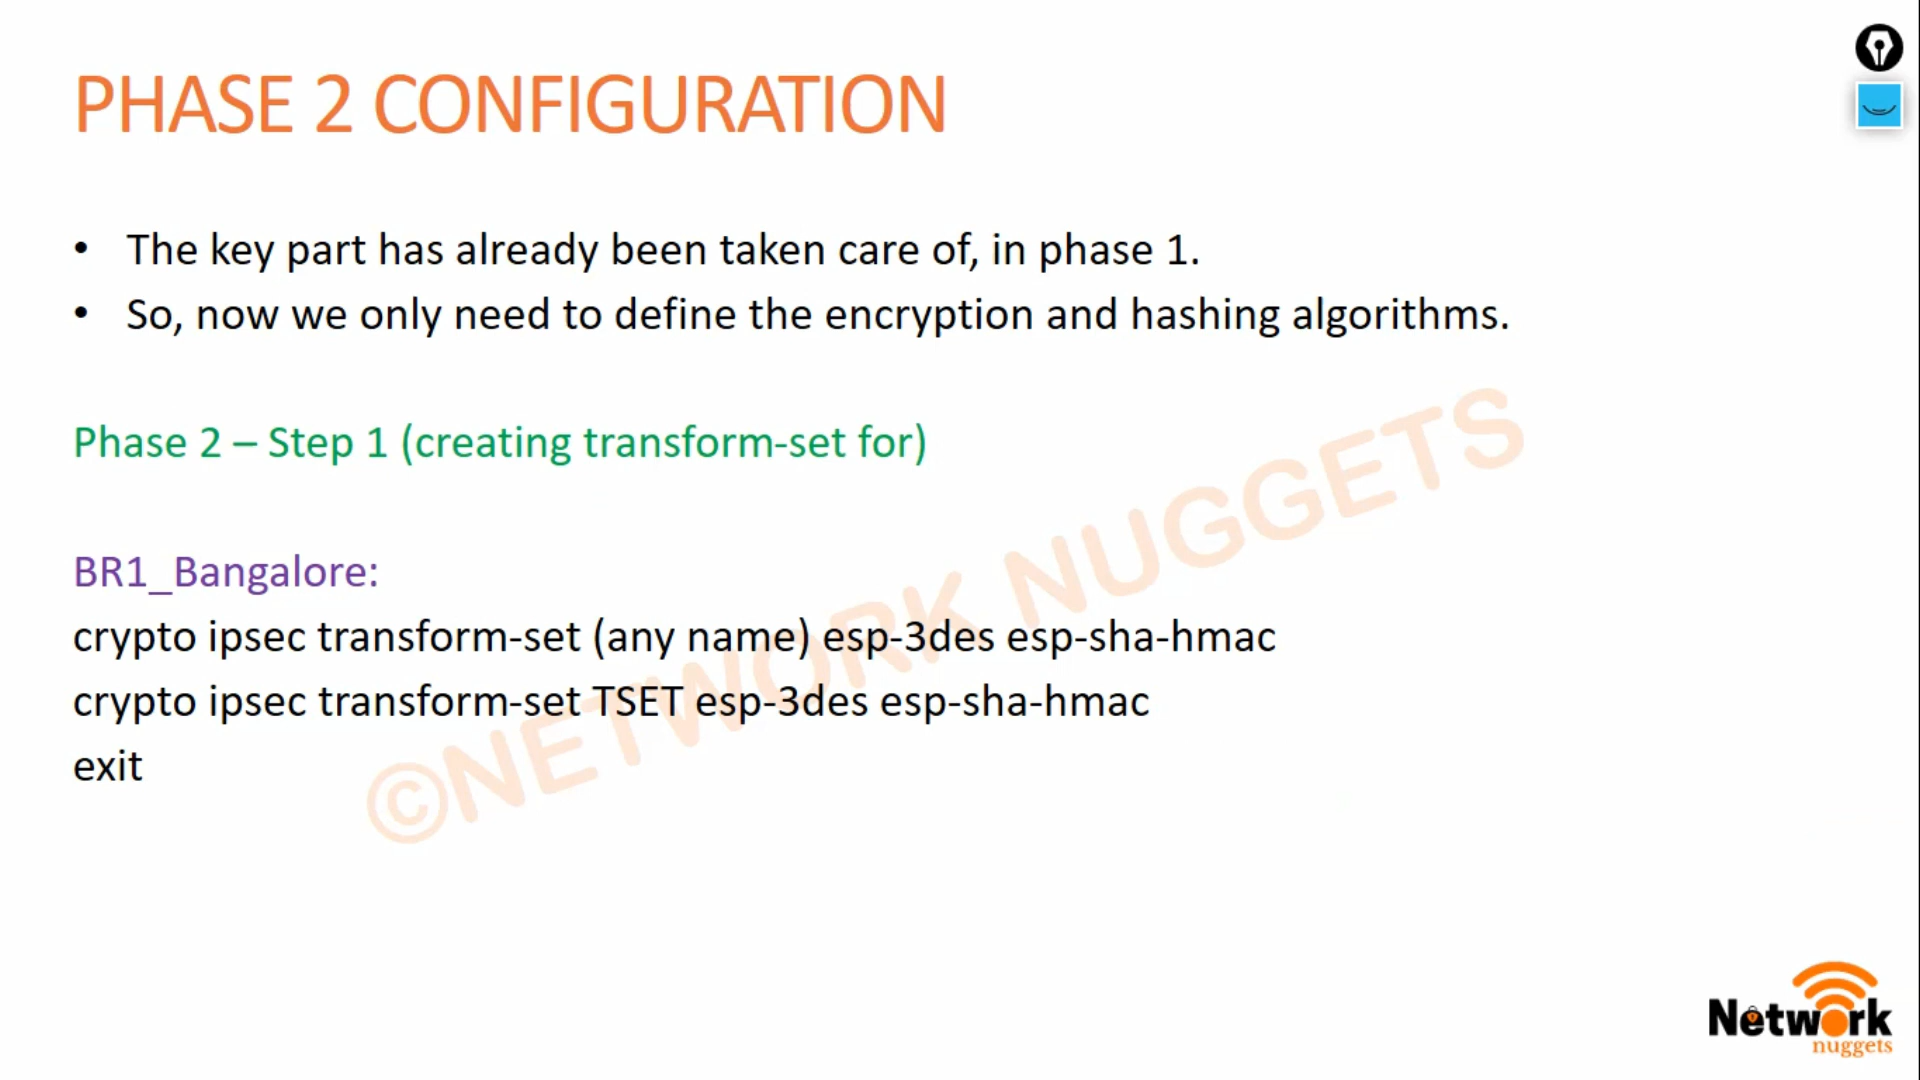 PHASE 2 CONFIGURATION
• The key part has already been taken care of, in phase 1.
• So, now we only need to define the encryption and hashing algorithms.
Phase 2 – Step 1 (creating transform-set for)
BR1_Bangalore:
crypto ipsec transform-set (any name) esp-3des esp-sha-hmac
crypto ipsec transform-set TSET esp-3des esp-sha-hmac
exit
©NETWORK NUGGETS
Network
nuggets